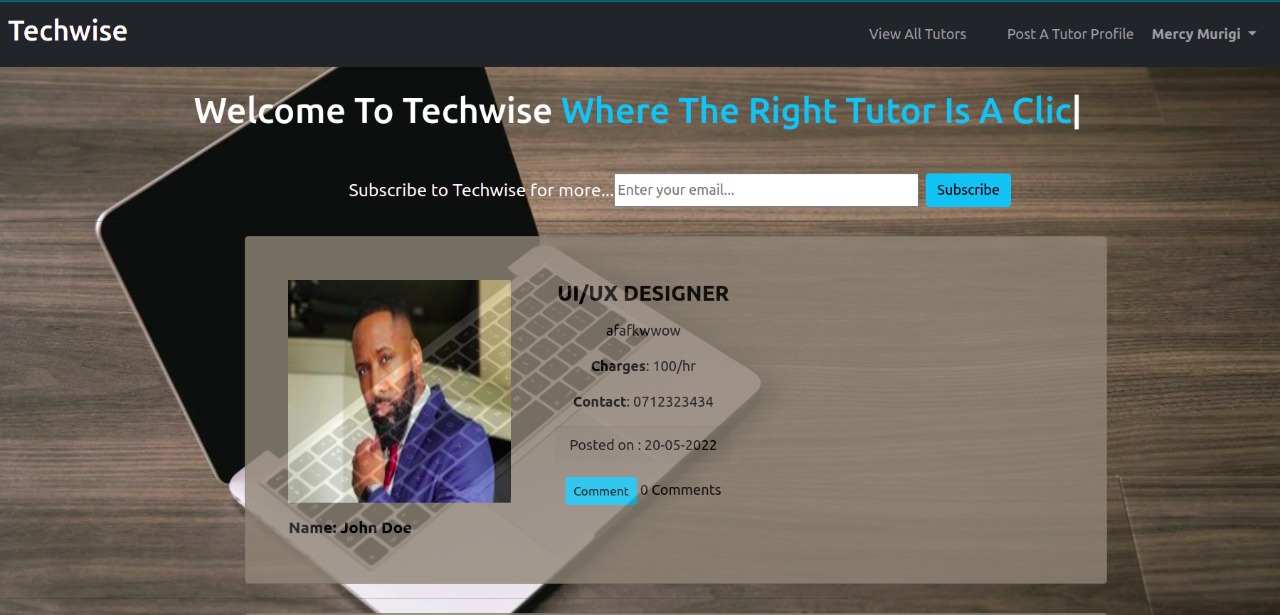 Techwise
View All Tutors
Post A Tutor Profile
Mercy Murigi
Welcome To Techwise Where The Right Tutor Is A Clic|
Subscribe to Techwise for more... Enter your email... Subscribe
UI/UX DESIGNER
afafkwwow
Charges: 100/hr
Contact: 0712323434
Posted on : 20-05-2022
Comment 0 Comments
Name: John Doe